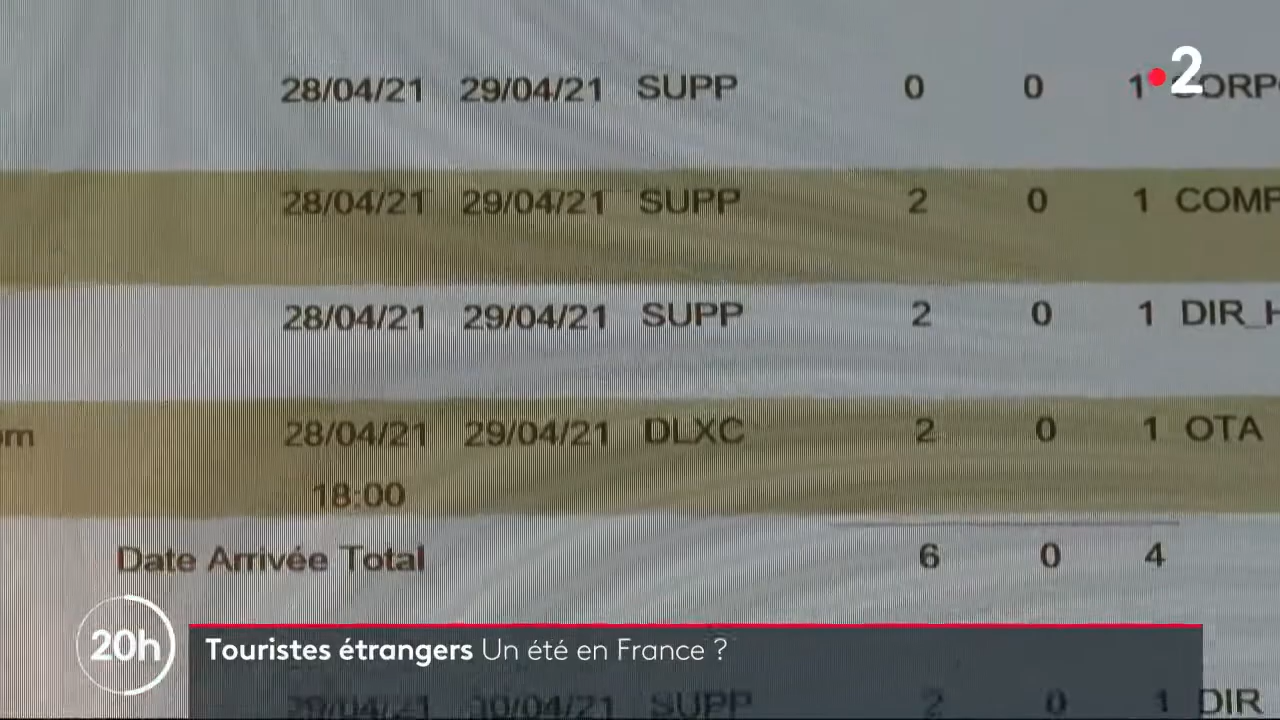 28/04/21 29/04/21 SUPP 0 0 1
2
28/04/21 29/04/21 SUPP 2 0 1
28/04/21 29/04/21 SUPP 2 0 1 DIR_H
28/04/21 29/04/21 DLXC 2 0 1 OTA
18:00
Date Arrivée Total 6 0 4
20h
Touristes étrangers Un été en France ?
SUPP 2 0 1 DIR